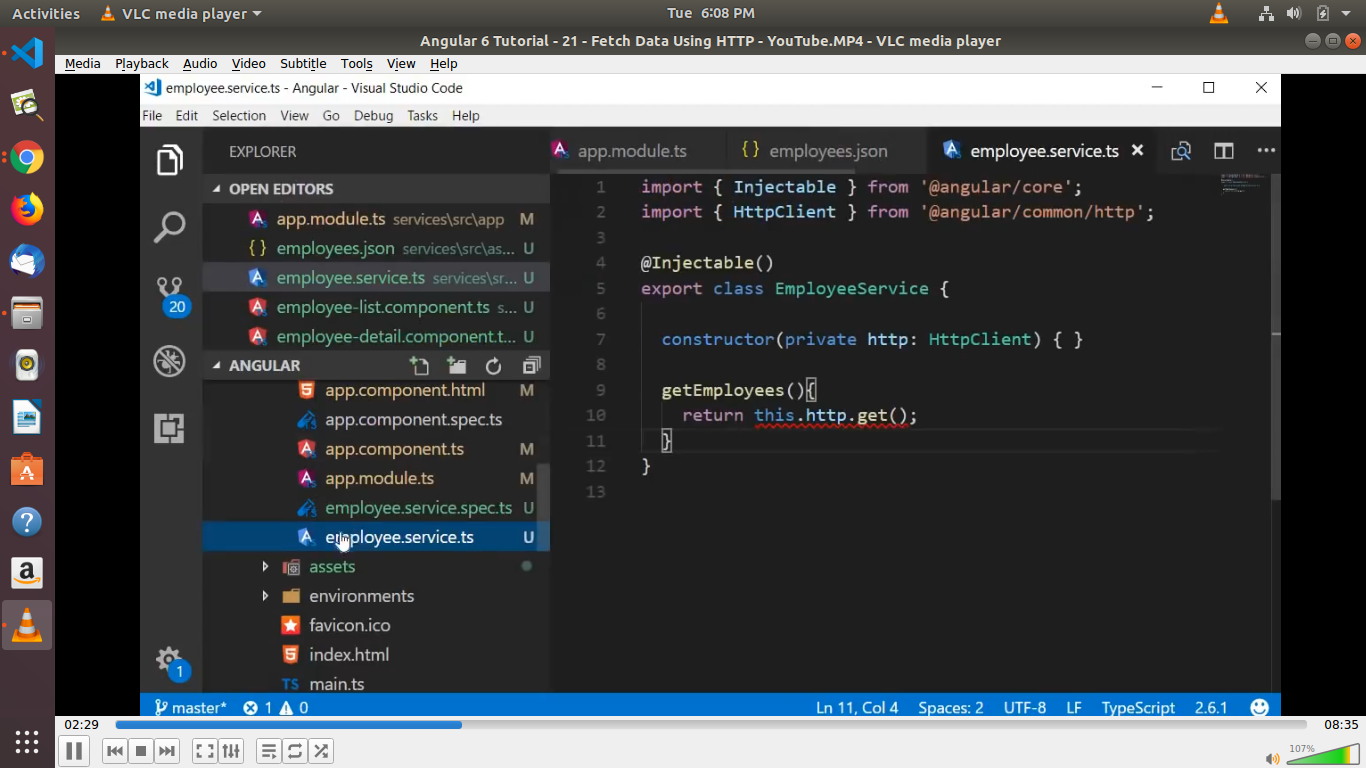 Activities VLC media player Tue 6:08 PM
Angular 6 Tutorial - 21 - Fetch Data Using HTTP - YouTube.MP4 - VLC media player
Media Playback Audio Video Subtitle Tools View Help
employee.service.ts - Angular - Visual Studio Code
File Edit Selection View Go Debug Tasks Help
EXPLORER
OPEN EDITORS
app.module.ts services\src\app M
employees.json services\src\as... U
employee.service.ts services\sr... U
employee-list.component.ts s... U
employee-detail.component.t... U
ANGULAR
app.component.html M
app.component.spec.ts
app.component.ts M
app.module.ts M
employee.service.spec.ts U
employee.service.ts U
assets
environments
favicon.ico
index.html
TS main.ts
20
1
app.module.ts {} employees.json employee.service.ts
1 import { Injectable } from '@angular/core';
2 import { HttpClient } from '@angular/common/http';
3
4 @Injectable()
5 export class EmployeeService {
6
7 constructor(private http: HttpClient) { }
8
9 getEmployees(){
10 return this.http.get();
11 }
12 }
13
master* 1 0 Ln 11, Col 4 Spaces: 2 UTF-8 LF TypeScript 2.6.1
02:29 08:35
107%